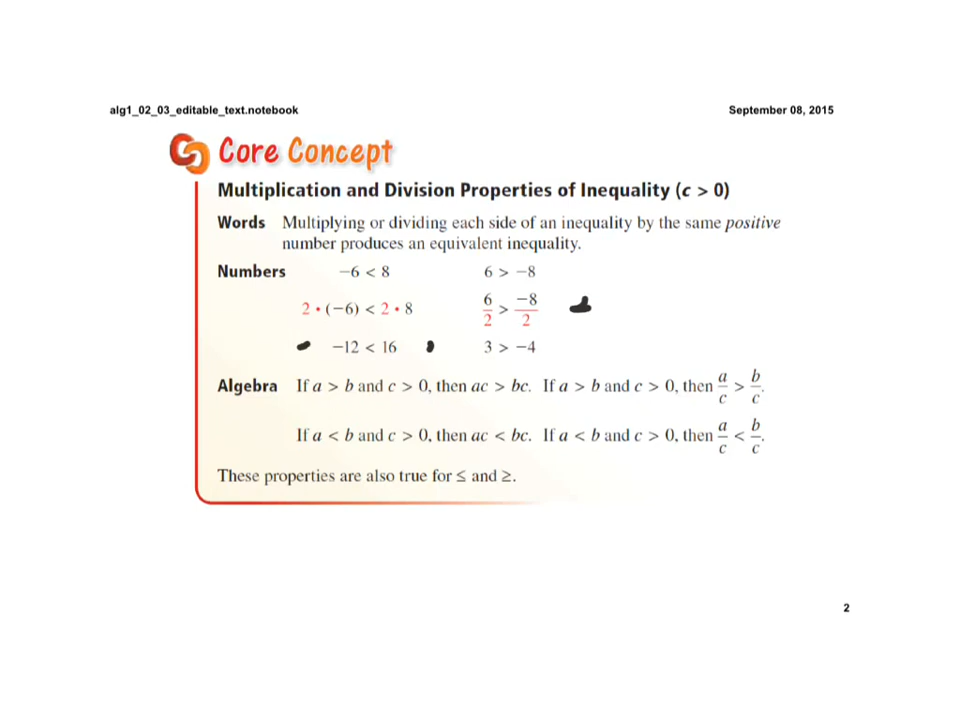 alg1_02_03_editable_text.notebook September 08, 2015
Core Concept
Multiplication and Division Properties of Inequality (c > 0)
Words Multiplying or dividing each side of an inequality by the same positive
number produces an equivalent inequality.
Numbers −6 < 8 6 > −8
2 • (−6) < 2 • 8 6/2 > −8/2
−12 < 16 3 > −4
Algebra If a > b and c > 0, then ac > bc. If a > b and c > 0, then a/c > b/c.
If a < b and c > 0, then ac < bc. If a < b and c > 0, then a/c < b/c.
These properties are also true for ≤ and ≥.
2